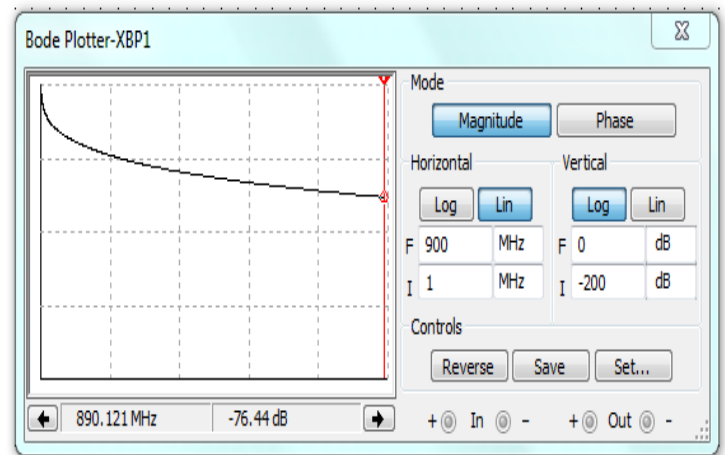 Bode Plotter-XBP1
Mode
Magnitude Phase
Horizontal Vertical
Log Lin Log Lin
F 900 MHz F 0 dB
I 1 MHz I -200 dB
Controls
Reverse Save Set...
890.121 MHz -76.44 dB + In - + Out -